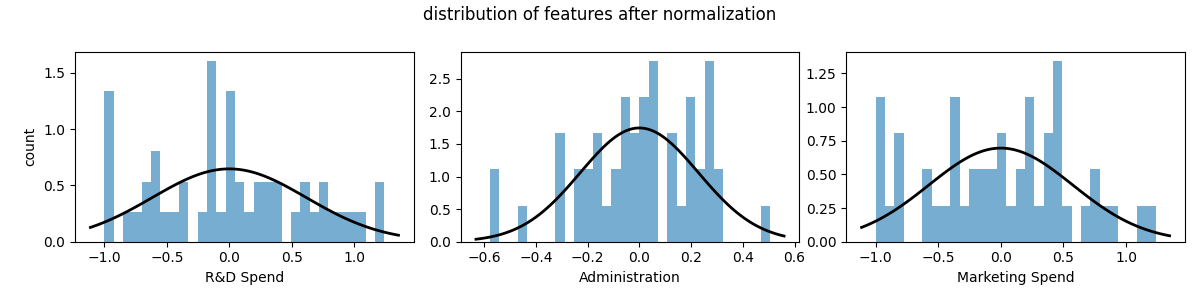 distribution of features after normalization
count
0.0
0.5
1.0
1.5
−1.0 −0.5 0.0 0.5 1.0
R&D Spend
0.0
0.5
1.0
1.5
2.0
2.5
−0.6 −0.4 −0.2 0.0 0.2 0.4 0.6
Administration
0.00
0.25
0.50
0.75
1.00
1.25
−1.0 −0.5 0.0 0.5 1.0
Marketing Spend